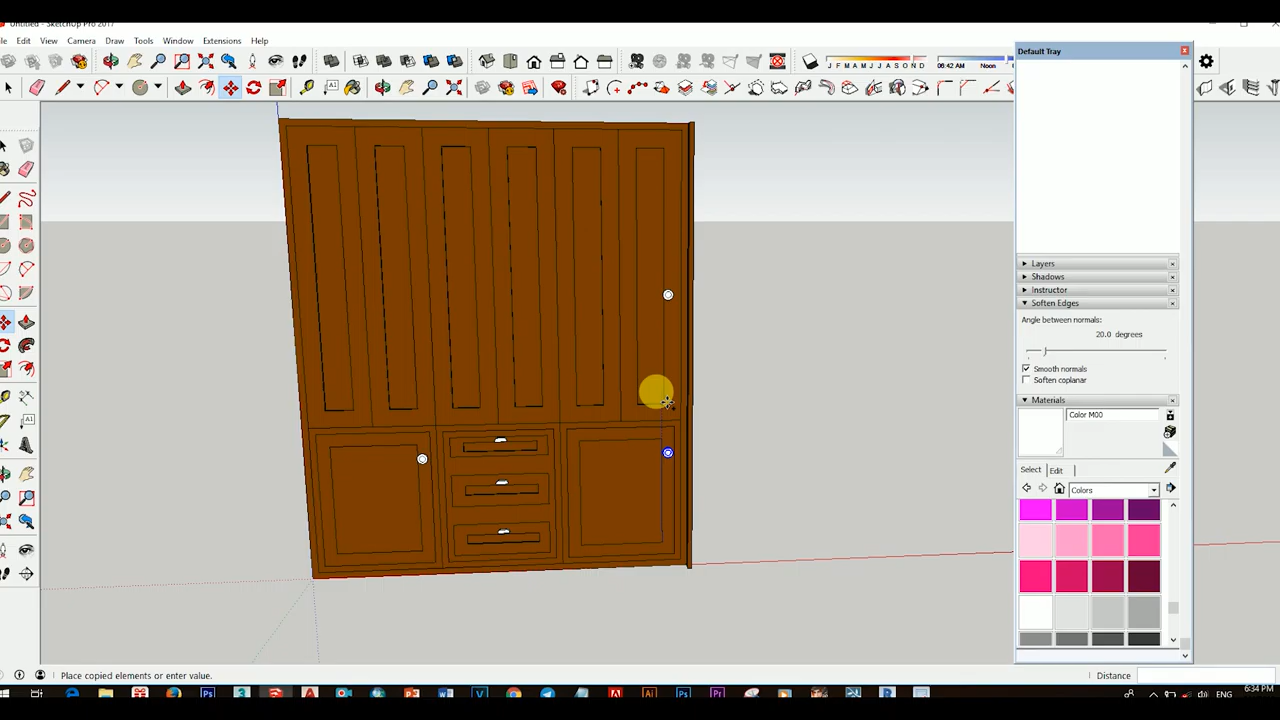 Untitled - SketchUp Pro 2017
Edit View Camera Draw Tools Window Extensions Help
J F M A M J J A S O N D 06:42 AM Noon
Default Tray
Layers
Shadows
Instructor
Soften Edges
Angle between normals:
20.0 degrees
Smooth normals
Soften coplanar
Materials
Color M00
Select Edit
Colors
Place copied elements or enter value.
Distance
ENG
6:34 PM